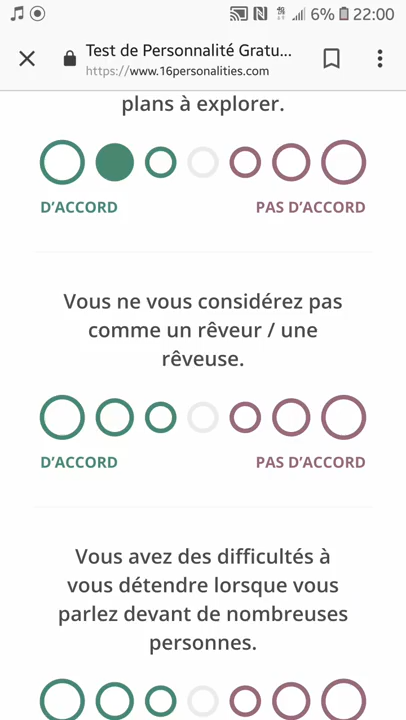 6% 22:00
Test de Personnalité Gratu...
https://www.16personalities.com
plans à explorer.
D'ACCORD PAS D'ACCORD
Vous ne vous considérez pas
comme un rêveur / une
rêveuse.
D'ACCORD PAS D'ACCORD
Vous avez des difficultés à
vous détendre lorsque vous
parlez devant de nombreuses
personnes.